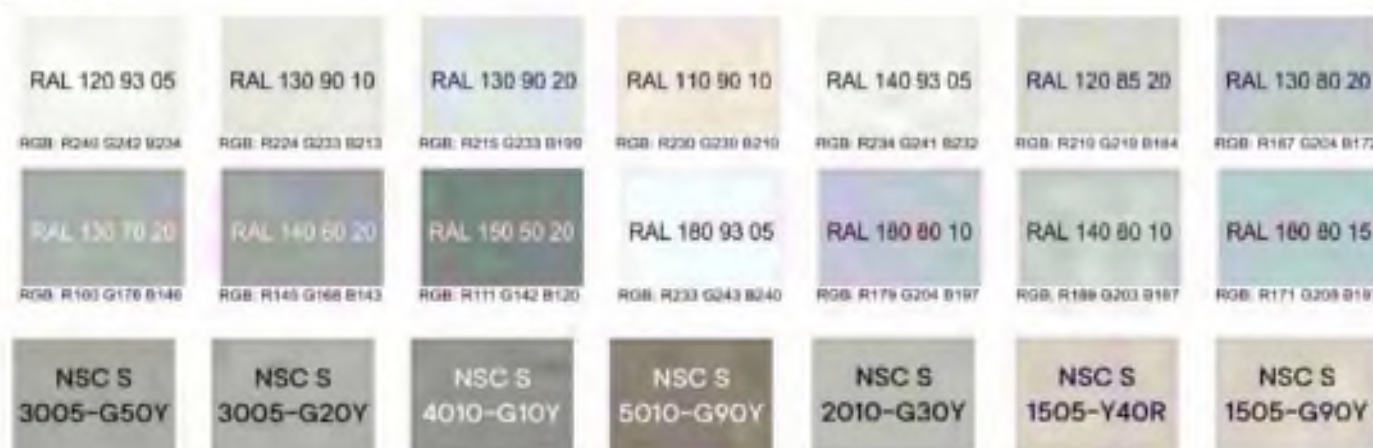 RAL 120 93 05
RAL 130 90 10
RAL 130 90 20
RAL 110 90 10
RAL 140 93 05
RAL 120 85 20
RAL 130 80 20
RGB: R240 G242 B234
RGB: R224 G233 B213
RGB: R215 G233 B199
RGB: R230 G230 B210
RGB: R234 G241 B232
RGB: R219 G219 B184
RGB: R187 G204 B172
RAL 130 70 20
RAL 140 60 20
RAL 150 50 20
RAL 180 93 05
RAL 180 80 10
RAL 140 80 10
RAL 180 80 15
RGB: R160 G176 B146
RGB: R145 G168 B143
RGB: R111 G142 B120
RGB: R233 G243 B240
RGB: R179 G204 B197
RGB: R189 G203 B187
RGB: R171 G208
NSC S
3005-G50Y
NSC S
3005-G20Y
NSC S
4010-G10Y
NSC S
5010-G90Y
NSC S
2010-G30Y
NSC S
1505-Y40R
NSC S
1505-G90Y